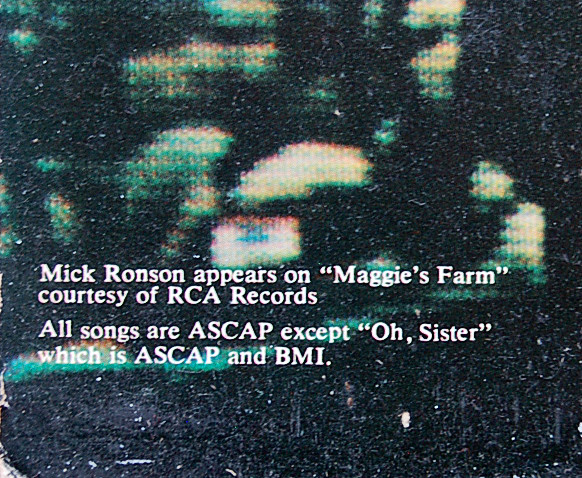 Mick Ronson appears on “Maggie’s Farm”
courtesy of RCA Records
All songs are ASCAP except “Oh, Sister”
which is ASCAP and BMI.